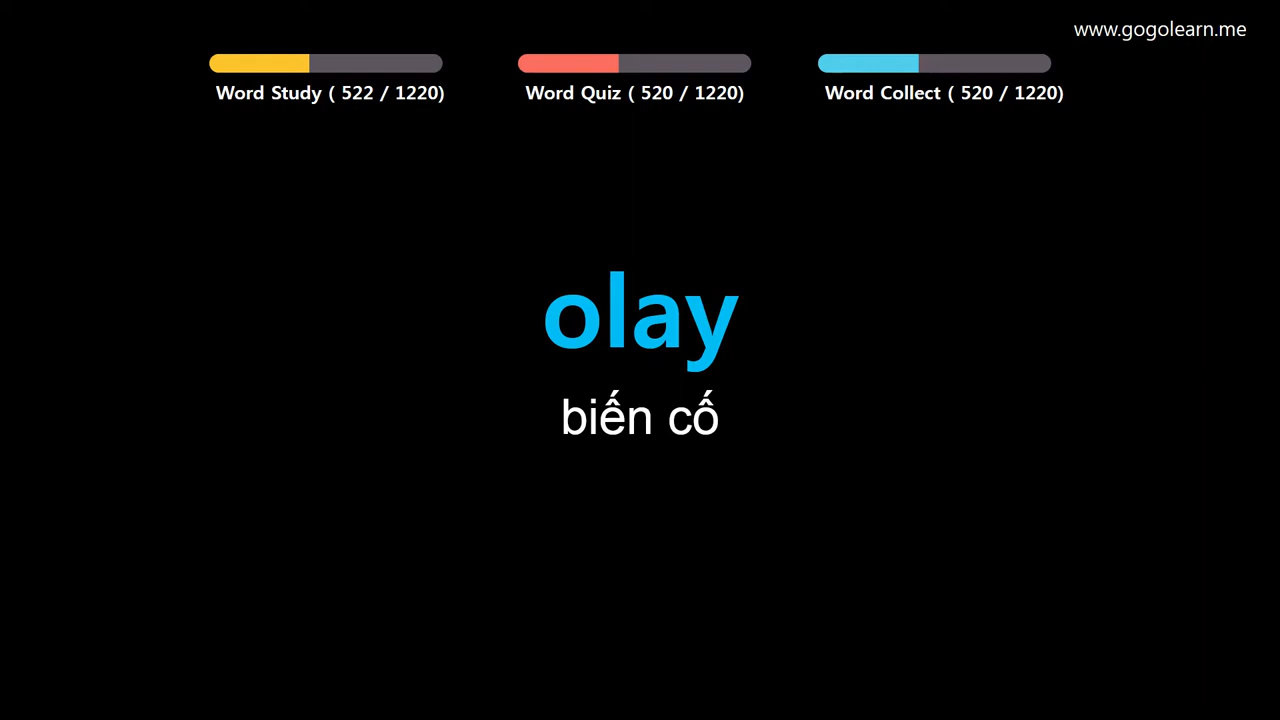 www.gogolearn.me
Word Study ( 522 / 1220)
Word Quiz ( 520 / 1220)
Word Collect ( 520 / 1220)
olay
biến cố